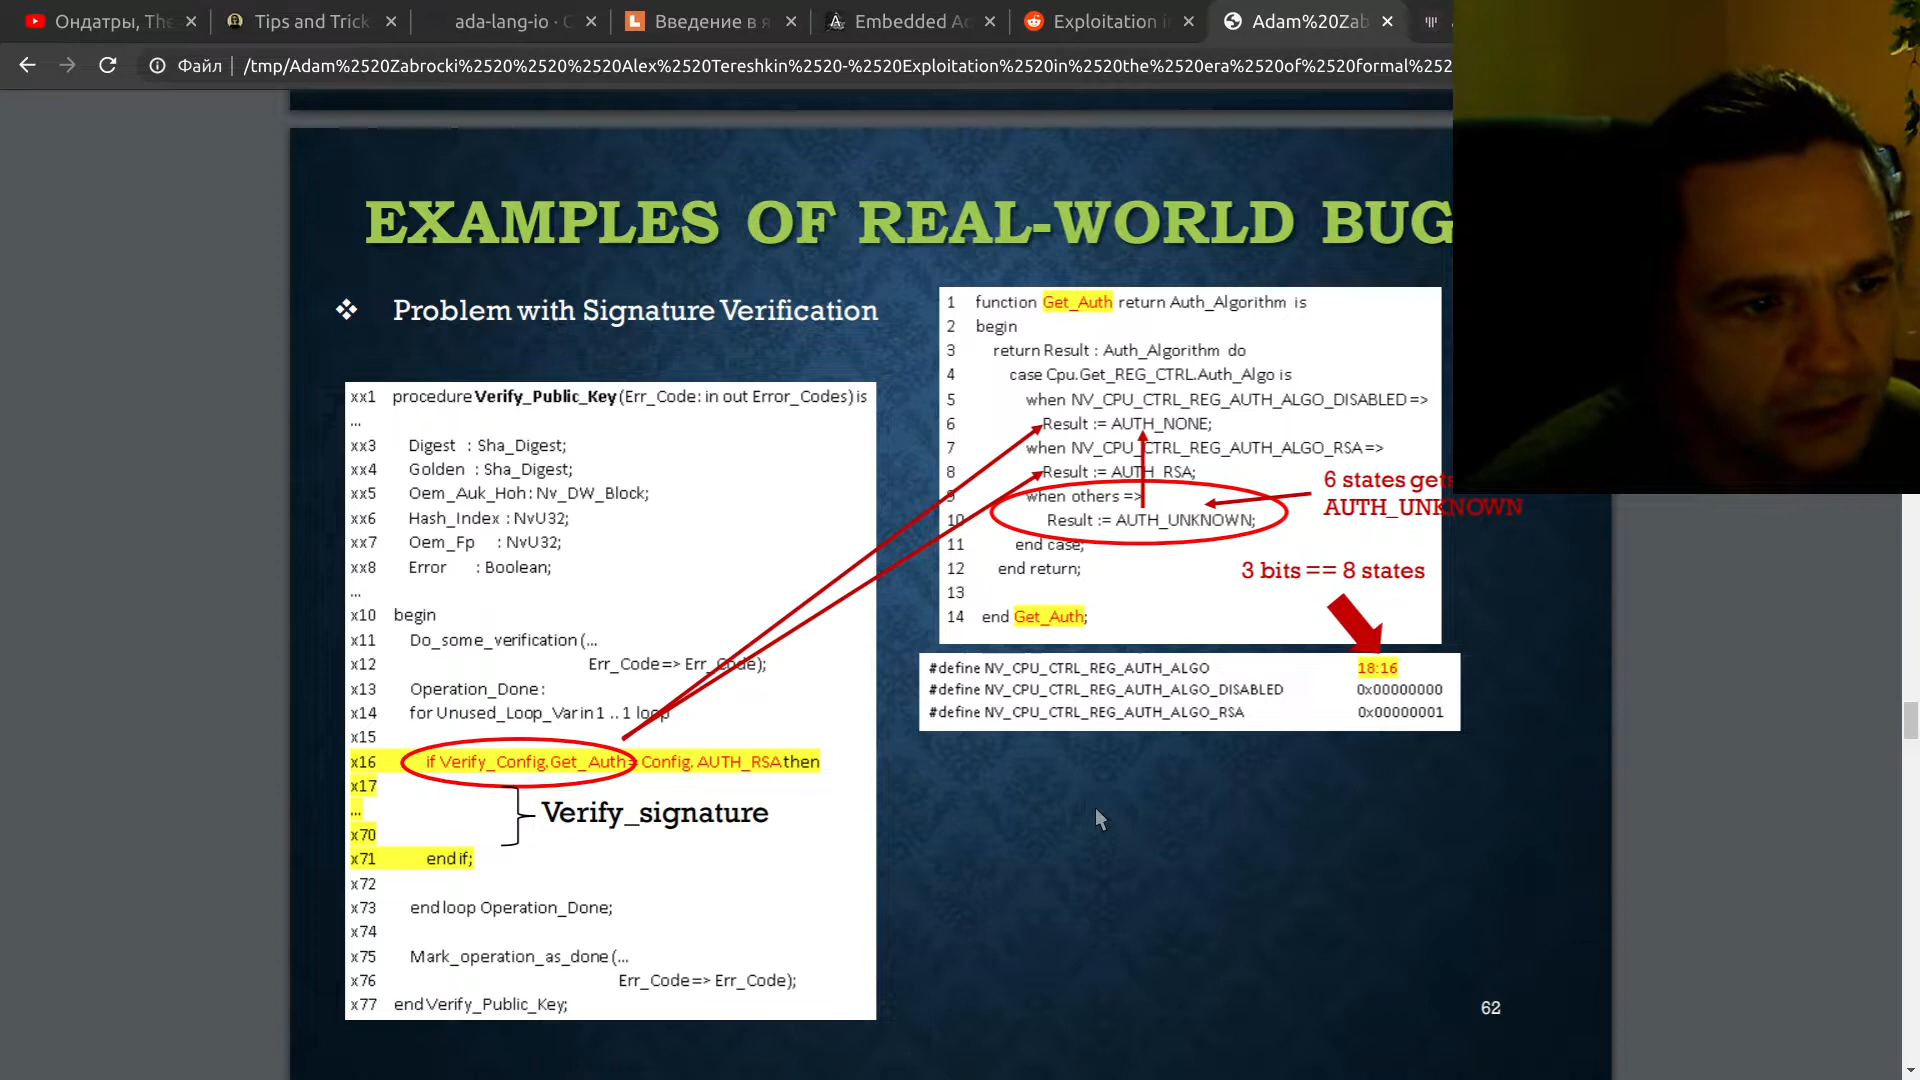 Ондатры, The
Tips and Trick
ada-lang-io · C
Введение в я
Embedded Ad
Exploitation i
Adam%20Zab
Файл
/tmp/Adam%2520Zabrocki%2520%2520%2520Alex%2520Tereshkin%2520-%2520Exploitation%2520in%2520the%2520era%2520of%2520formal%252
EXAMPLES OF REAL-WORLD BUG
❖ Problem with Signature Verification
xx1 procedure Verify_Public_Key (Err_Code: in out Error_Codes) is
...
xx3 Digest : Sha_Digest;
xx4 Golden : Sha_Digest;
xx5 Oem_Auk_Hoh: Nv_DW_Block;
xx6 Hash_Index : NvU32;
xx7 Oem_Fp : NvU32;
xx8 Error : Boolean;
...
x10 begin
x11 Do_some_verification (...
x12 Err_Code => Err_Code);
x13 Operation_Done:
x14 for Unused_Loop_Var in 1 .. 1 loop
x15
x16 if Verify_Config.Get_Auth = Config. AUTH_RSA then
x17
...
x70
Verify_signature
x71 end if;
x72
x73 end loop Operation_Done;
x74
x75 Mark_operation_as_done (...
x76 Err_Code => Err_Code);
x77 end Verify_Public_Key;
1 function Get_Auth return Auth_Algorithm is
2 begin
3 return Result : Auth_Algorithm do
4 case Cpu.Get_REG_CTRL.Auth_Algo is
5 when NV_CPU_CTRL_REG_AUTH_ALGO_DISABLED =>
6 Result := AUTH_NONE;
7 when NV_CPU_CTRL_REG_AUTH_ALGO_RSA =>
8 Result := AUTH_RSA;
9 when others =>
10 Result := AUTH_UNKNOWN;
11 end case;
12 end return;
13
14 end Get_Auth;
6 states gets
AUTH_UNKNOWN
3 bits == 8 states
#define NV_CPU_CTRL_REG_AUTH_ALGO 18:16
#define NV_CPU_CTRL_REG_AUTH_ALGO_DISABLED 0x00000000
#define NV_CPU_CTRL_REG_AUTH_ALGO_RSA 0x00000001
62